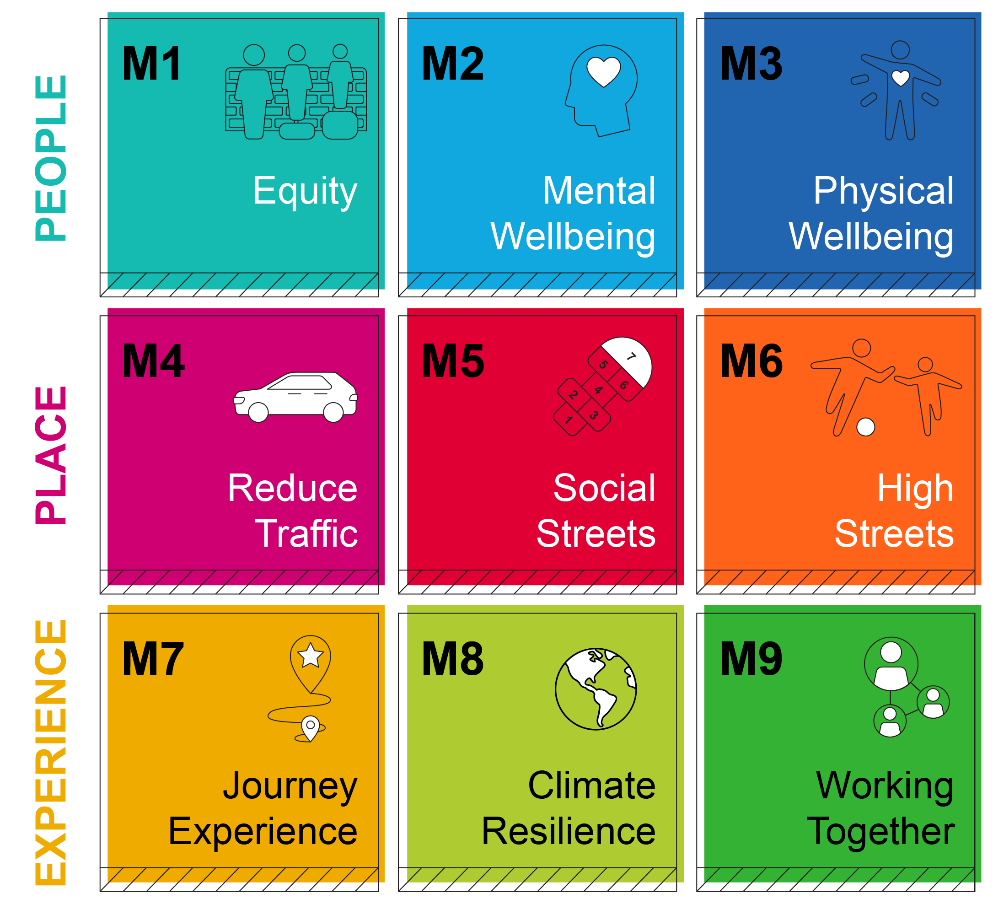 PEOPLE
M1
Equity
M2
Mental
Wellbeing
M3
Physical
Wellbeing
PLACE
M4
Reduce
Traffic
M5
7
5
6
4
2
3
1
Social
Streets
M6
High
Streets
EXPERIENCE
M7
Journey
Experience
M8
Climate
Resilience
M9
Working
Together